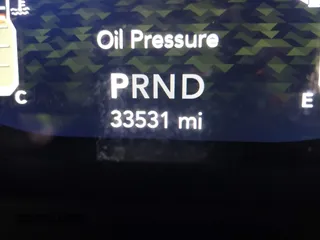 Oil Pressure
PRND
33531 mi
C
E